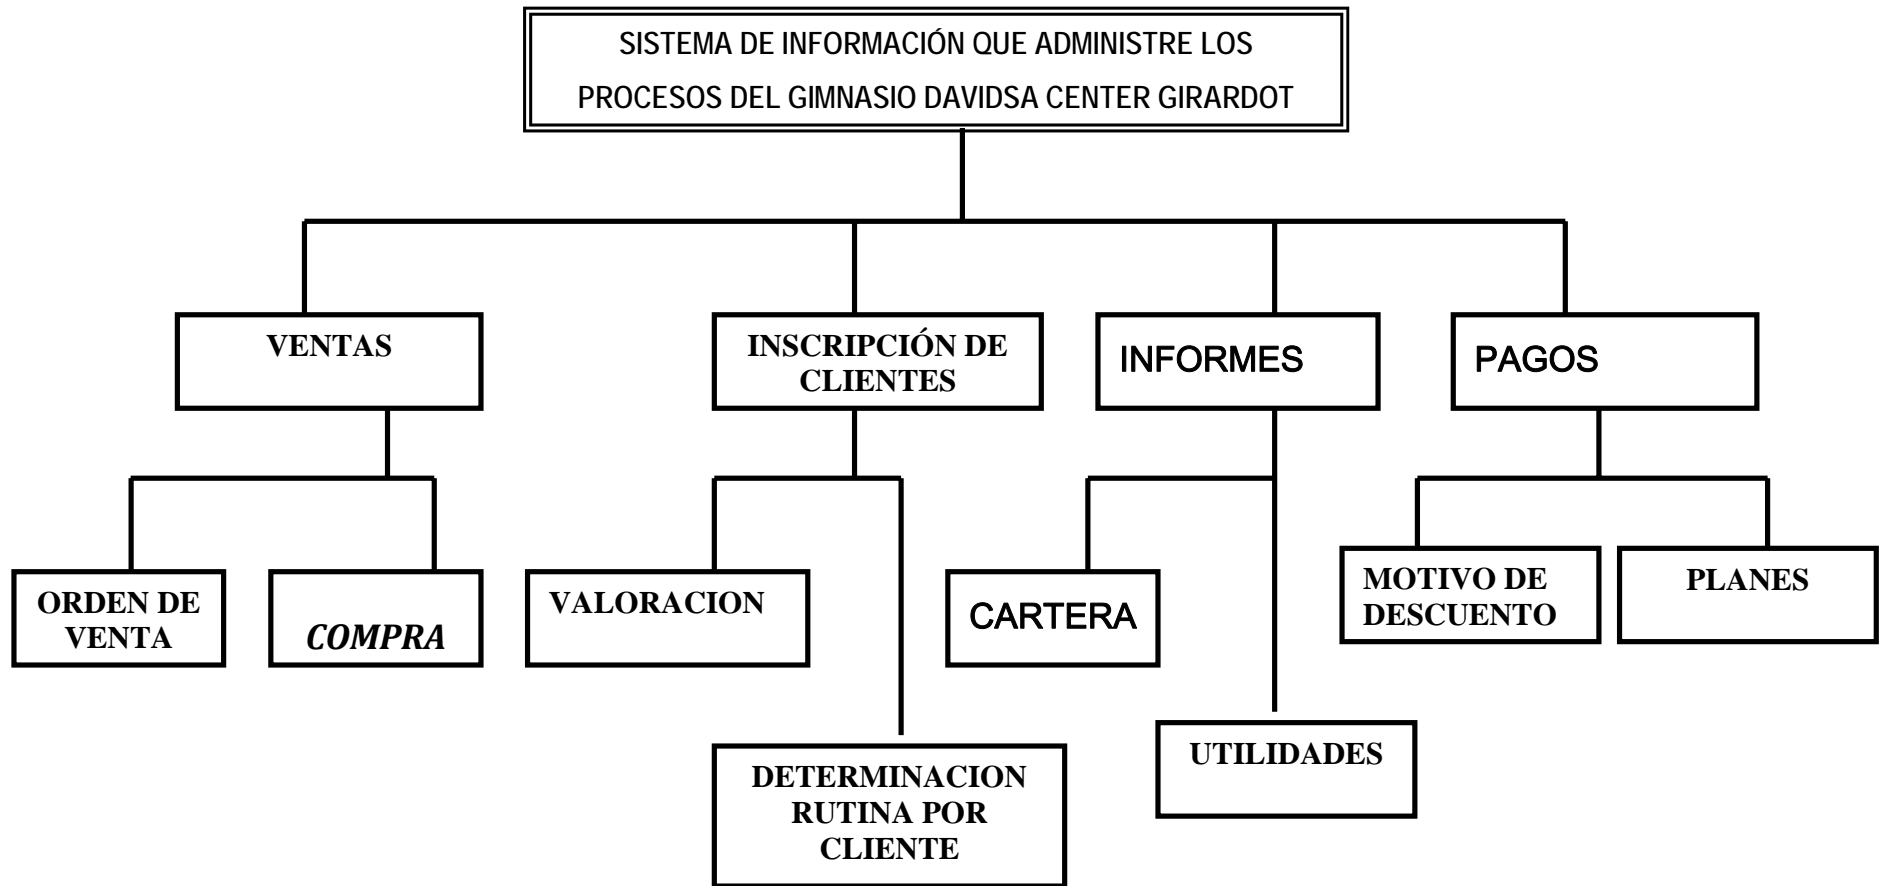 SISTEMA DE INFORMACIÓN QUE ADMINISTRE LOS
PROCESOS DEL GIMNASIO DAVIDSA CENTER GIRARDOT
VENTAS
INSCRIPCIÓN DE
CLIENTES
INFORMES
PAGOS
ORDEN DE
VENTA
COMPRA
VALORACION
CARTERA
MOTIVO DE
DESCUENTO
PLANES
DETERMINACION
RUTINA POR
CLIENTE
UTILIDADES